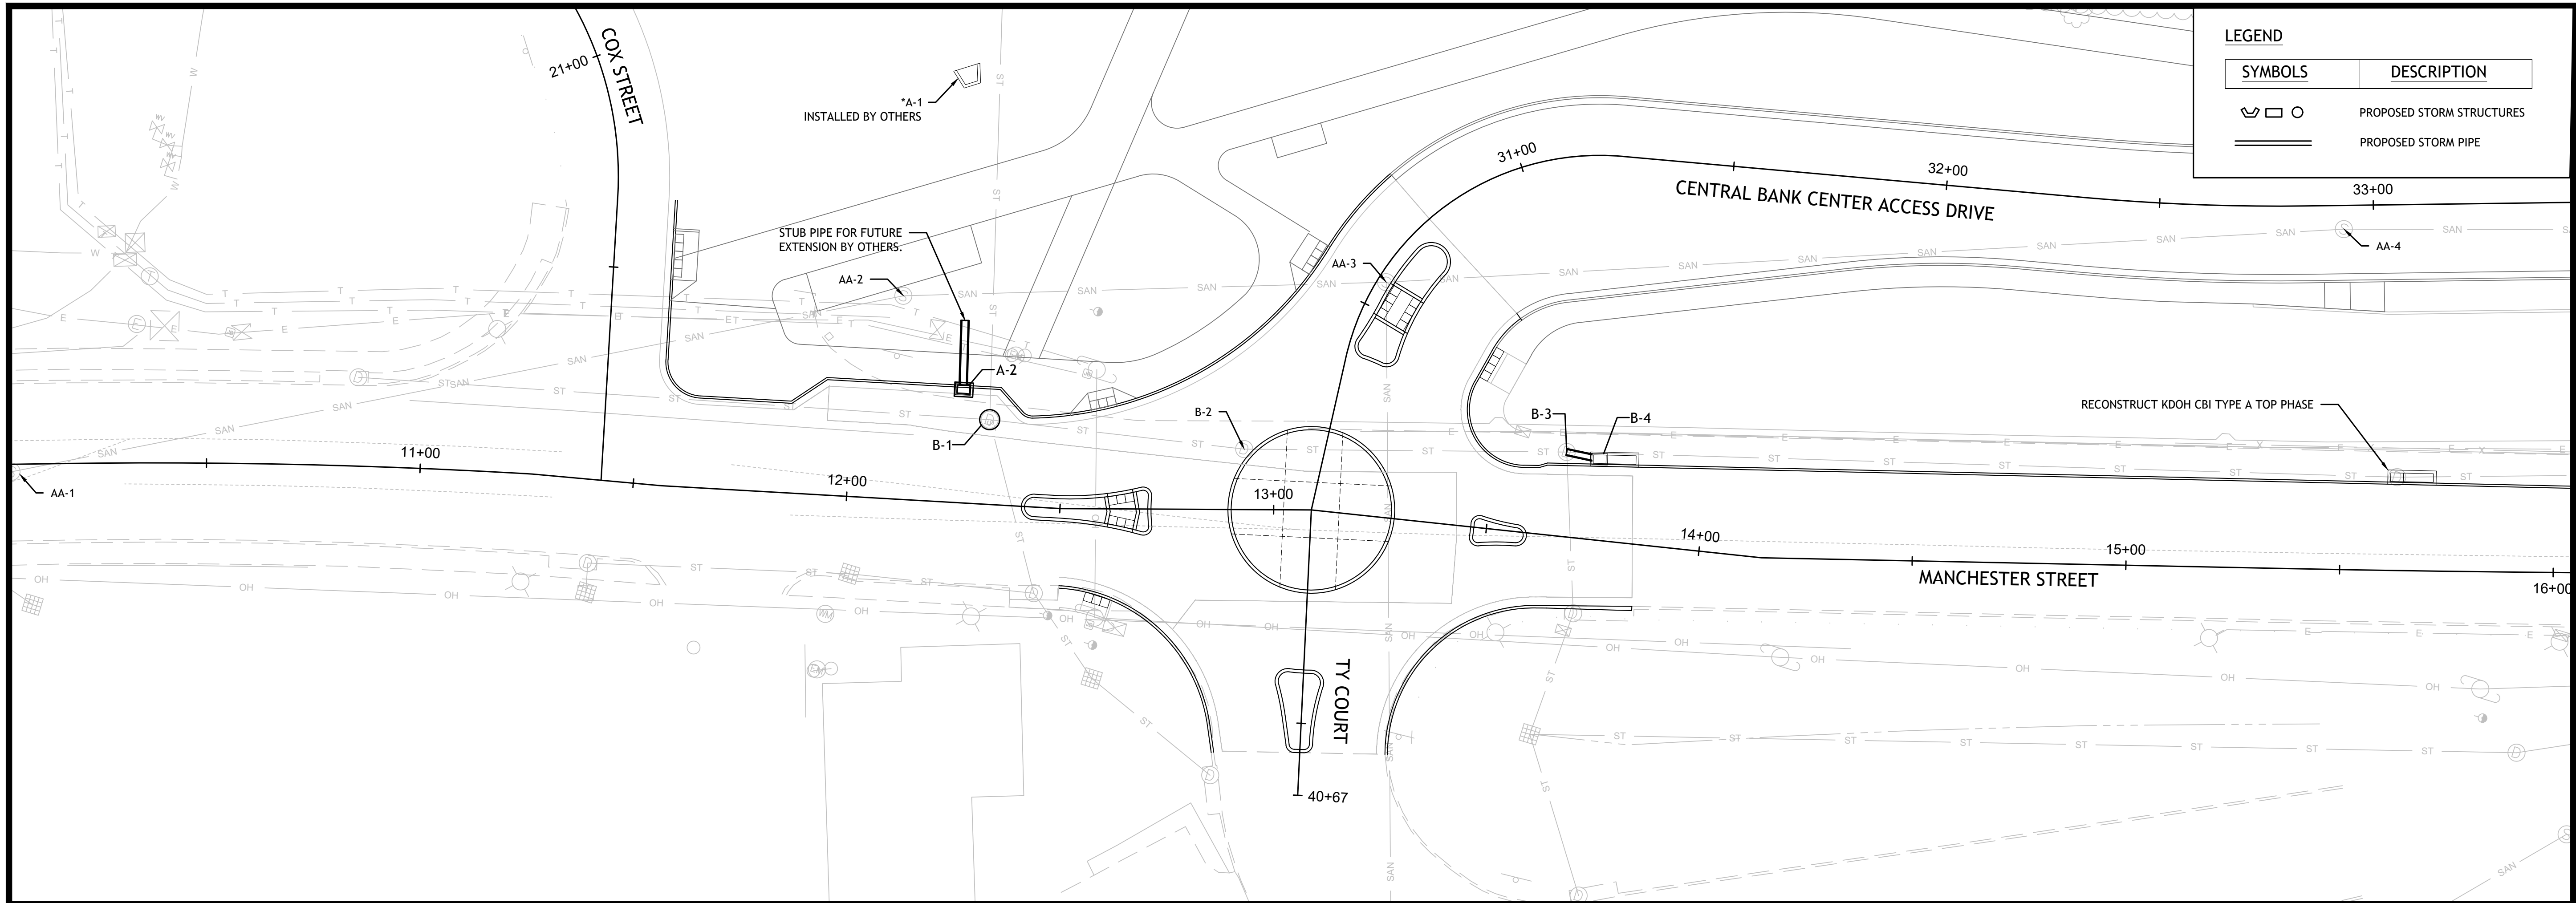 LEGEND
SYMBOLS DESCRIPTION
PROPOSED STORM STRUCTURES
PROPOSED STORM PIPE
COX STREET
21+00
*A-1
INSTALLED BY OTHERS
STUB PIPE FOR FUTURE
EXTENSION BY OTHERS.
AA-2
A-2
B-1
AA-1
11+00
12+00
13+00
14+00
15+00
16+00
B-2
AA-3
31+00
32+00
33+00
CENTRAL BANK CENTER ACCESS DRIVE
AA-4
B-3
B-4
RECONSTRUCT KDOH CBI TYPE A TOP PHASE
MANCHESTER STREET
TY COURT
40+67